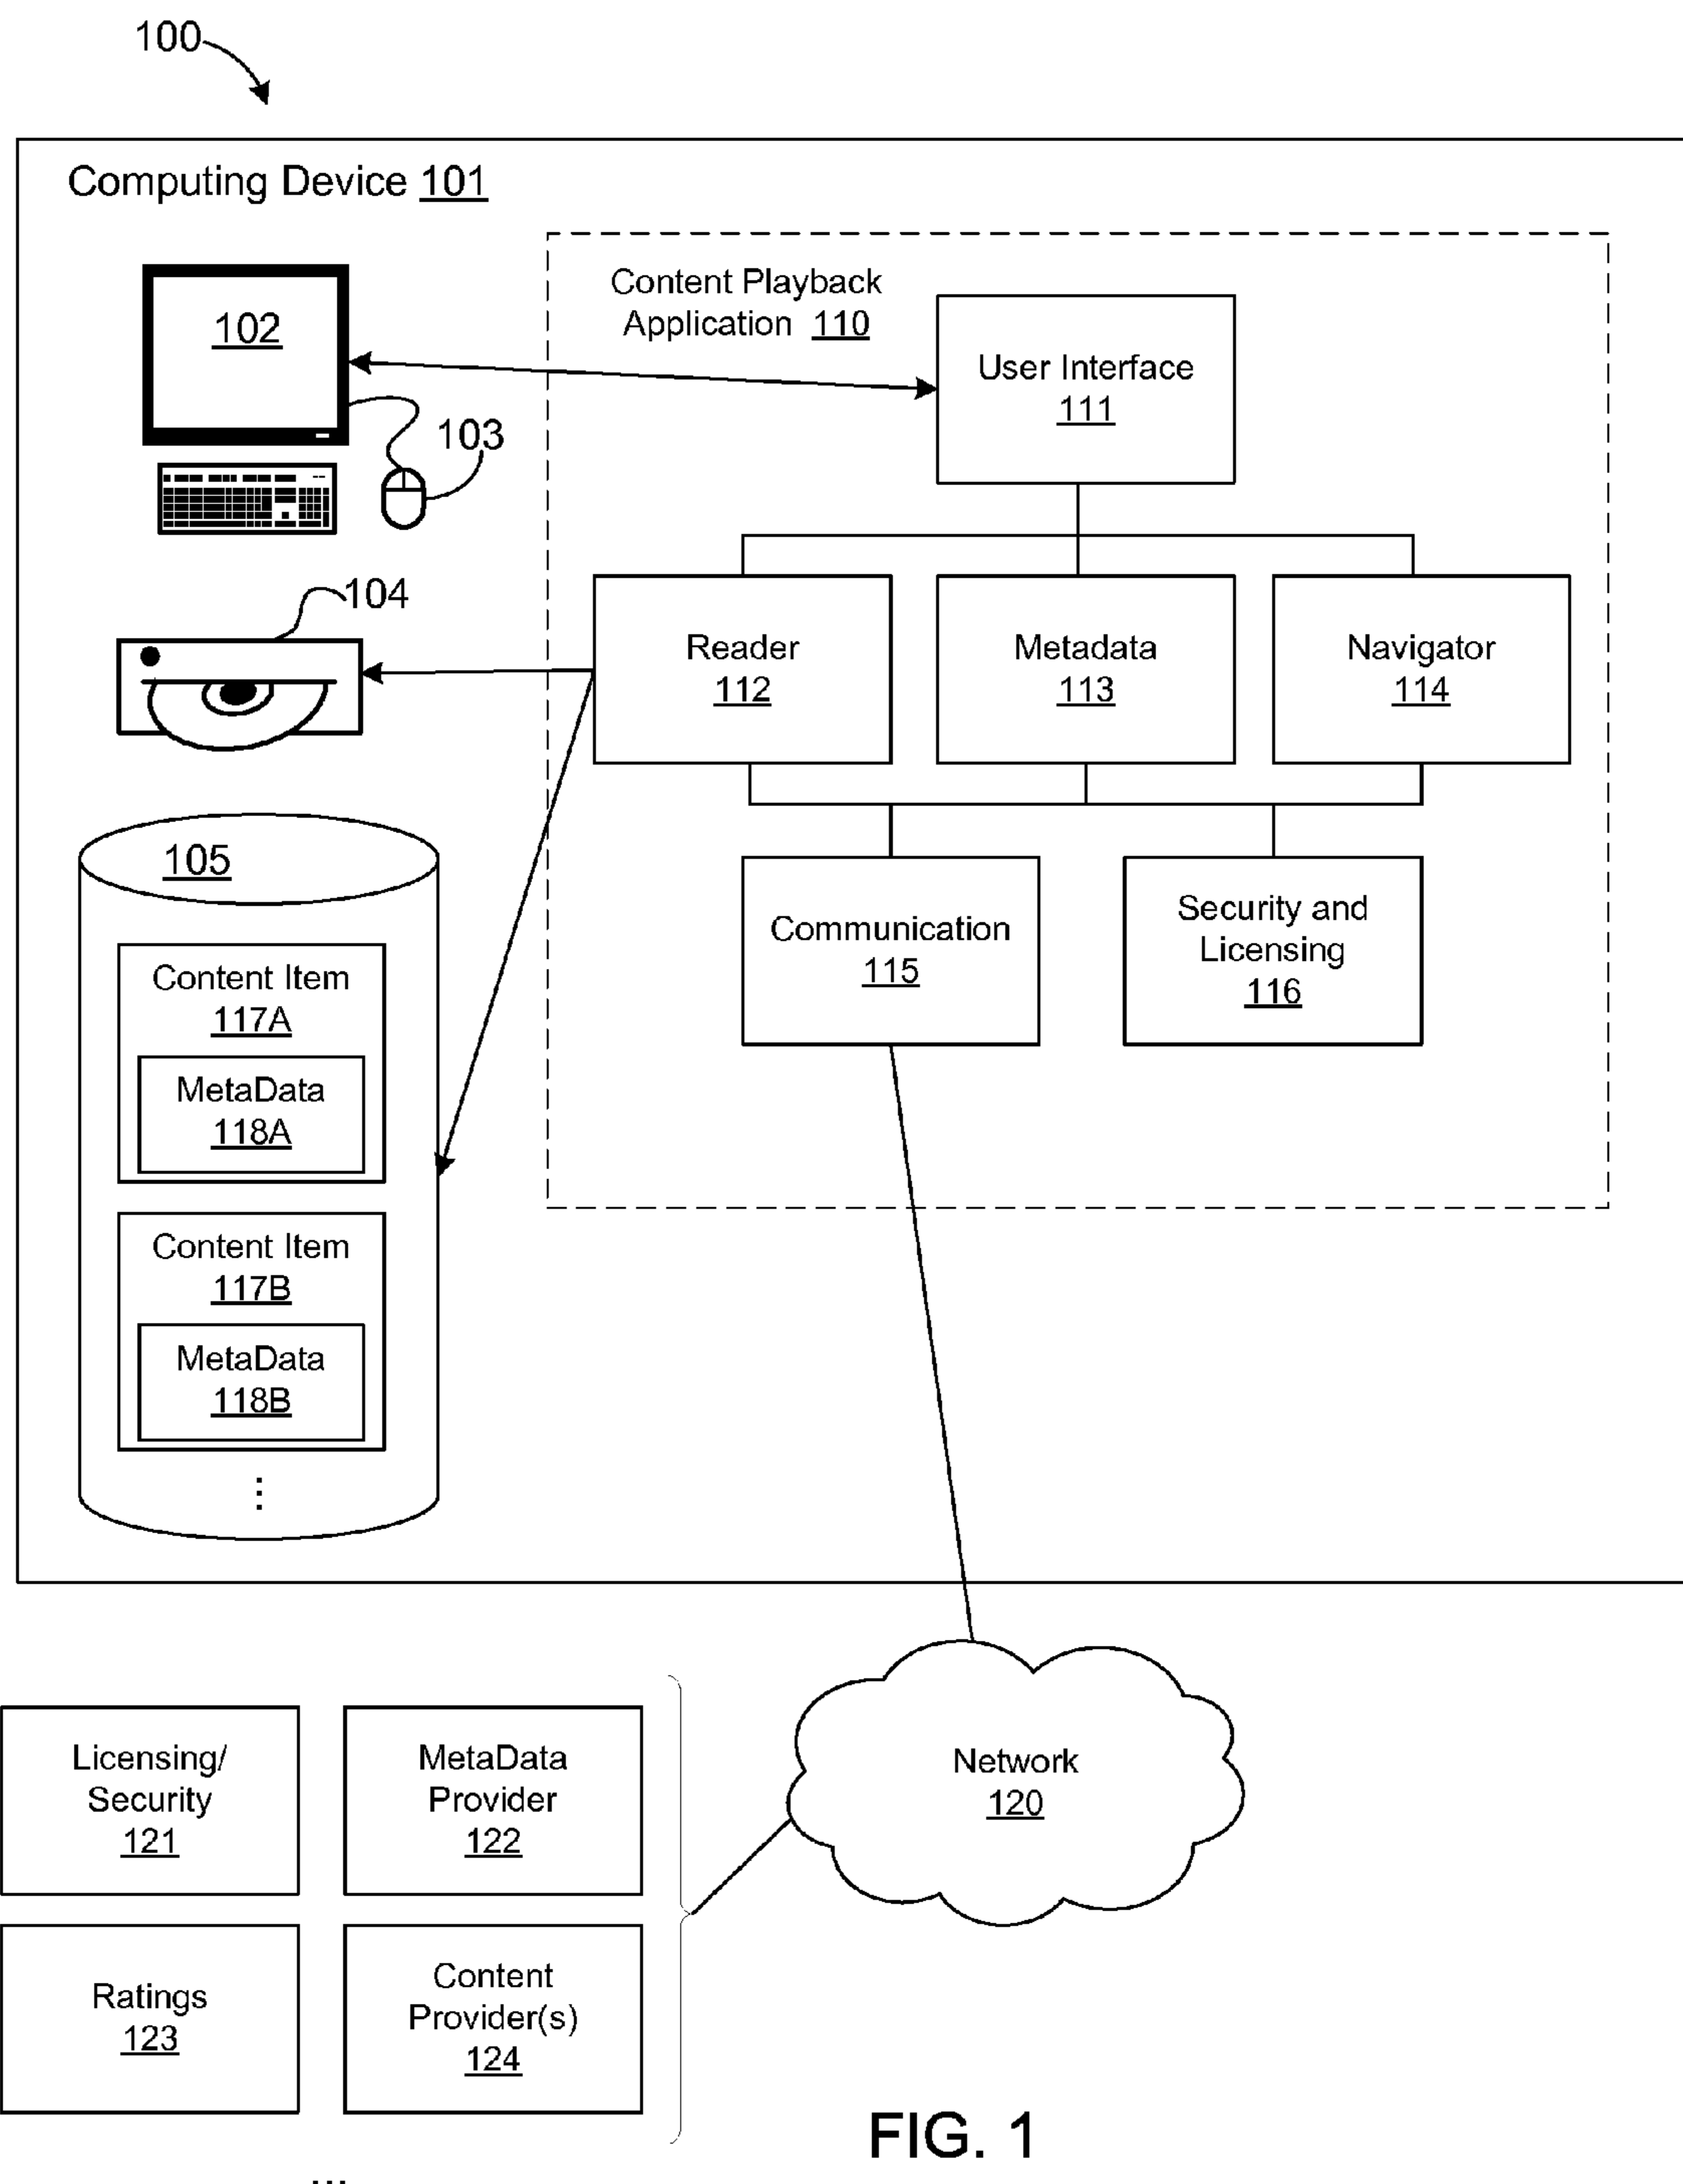 100
Computing Device 101
102
103
104
105
Content Item
117A
MetaData
118A
Content Item
117B
MetaData
118B
⋮
Content Playback
Application 110
User Interface
111
Reader
112
Metadata
113
Navigator
114
Communication
115
Security and
Licensing
116
Network
120
Licensing/
Security
121
MetaData
Provider
122
Ratings
123
Content
Provider(s)
124
...
FIG. 1